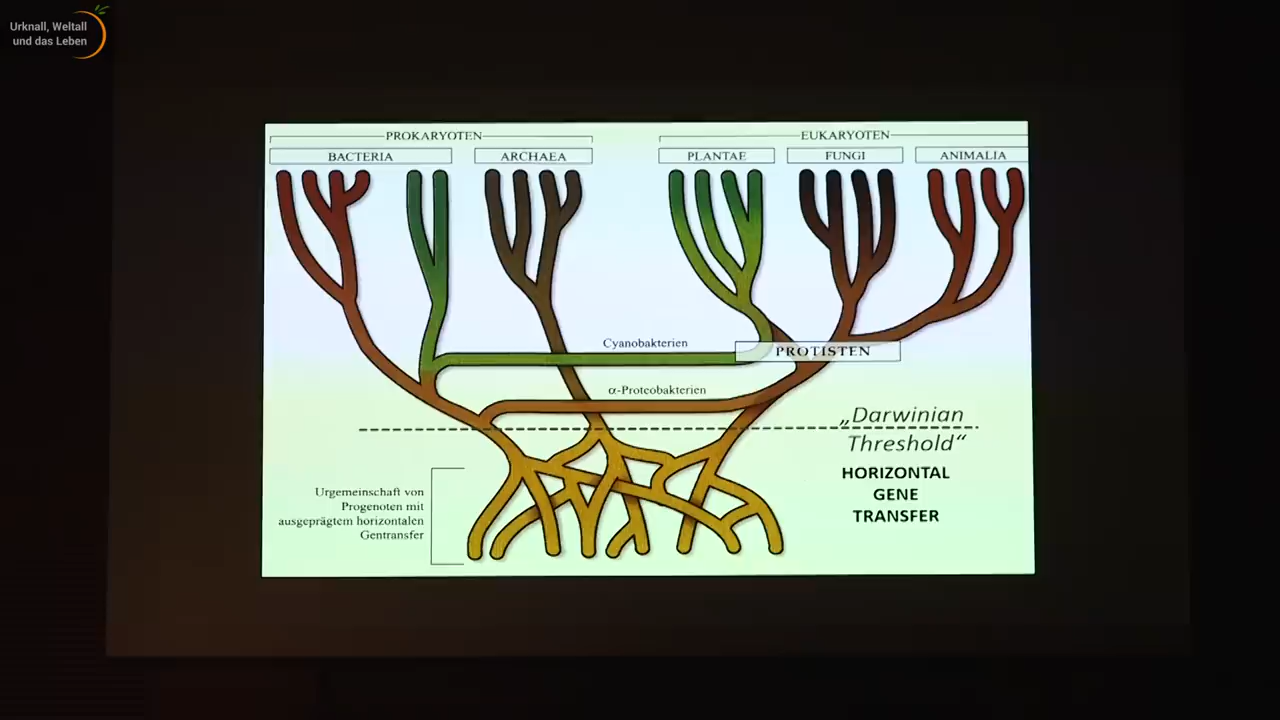 Urknall, Weltall
und das Leben
PROKARYOTEN
EUKARYOTEN
BACTERIA
ARCHAEA
PLANTAE
FUNGI
ANIMALIA
Cyanobakterien
PROTISTEN
α-Proteobakterien
„Darwinian
Threshold“
HORIZONTAL
GENE
TRANSFER
Urgemeinschaft von
Progenoten mit
ausgeprägtem horizontalen
Gentransfer